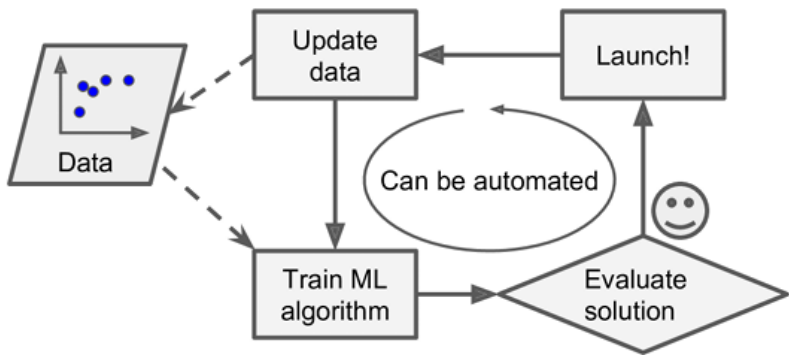 Update
data
Launch!
Data
Can be automated
Train ML
algorithm
Evaluate
solution